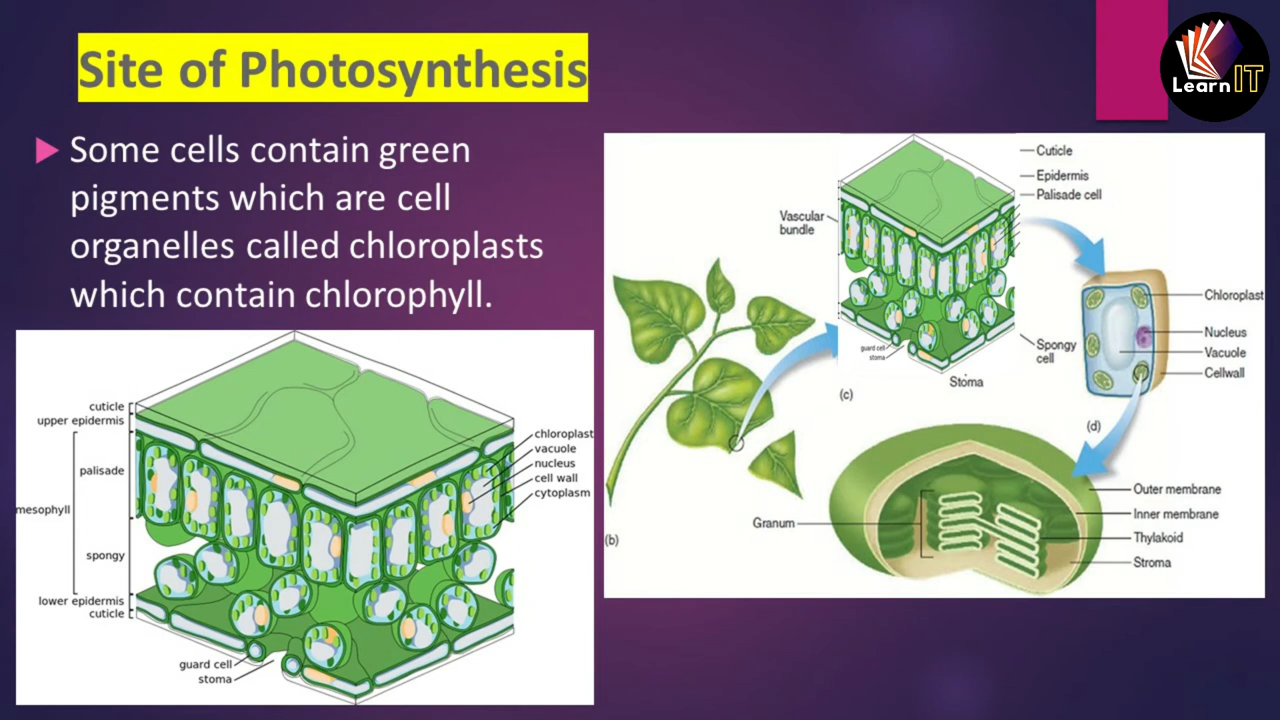 Site of Photosynthesis
Learn IT
Some cells contain green
pigments which are cell
organelles called chloroplasts
which contain chlorophyll.
cuticle
upper epidermis
palisade
mesophyll
spongy
lower epidermis
cuticle
guard cell
stoma
chloroplast
vacuole
nucleus
cell wall
cytoplasm
(b)
Vascular
bundle
Cuticle
Epidermis
Palisade cell
guard cell
stoma
Spongy
cell
Stoma
(c)
Chloroplast
Nucleus
Vacuole
Cellwall
(d)
Granum
Outer membrane
Inner membrane
Thylakoid
Stroma